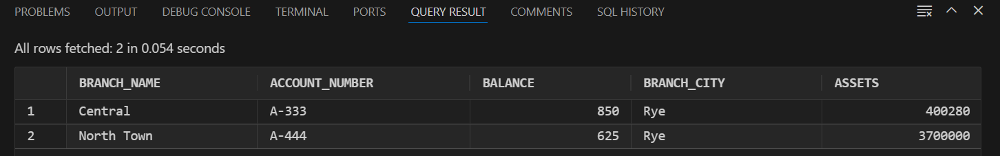 PROBLEMS OUTPUT DEBUG CONSOLE TERMINAL PORTS QUERY RESULT COMMENTS SQL HISTORY
All rows fetched: 2 in 0.054 seconds
BRANCH_NAME ACCOUNT_NUMBER BALANCE BRANCH_CITY ASSETS
1 Central A-333 850 Rye 400280
2 North Town A-444 625 Rye 3700000